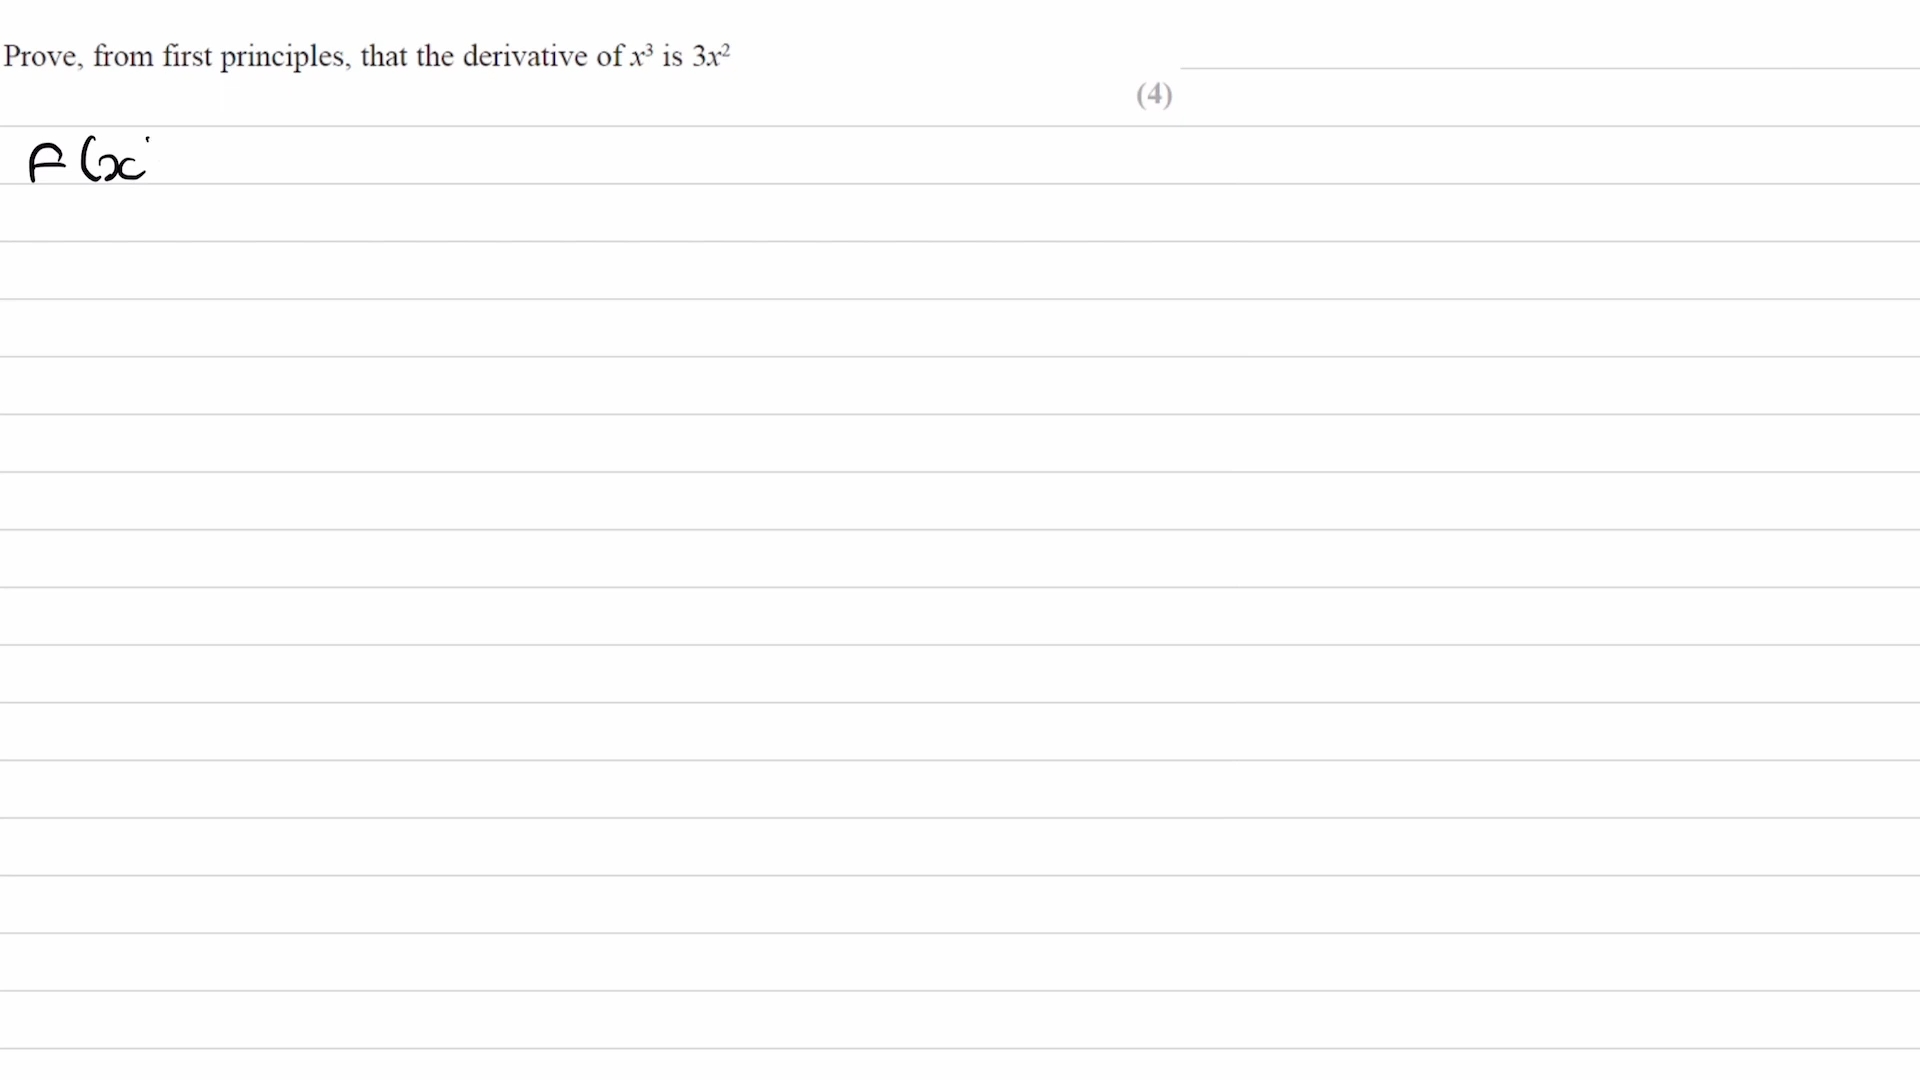 Prove, from first principles, that the derivative of x³ is 3x²
(4)
f(x